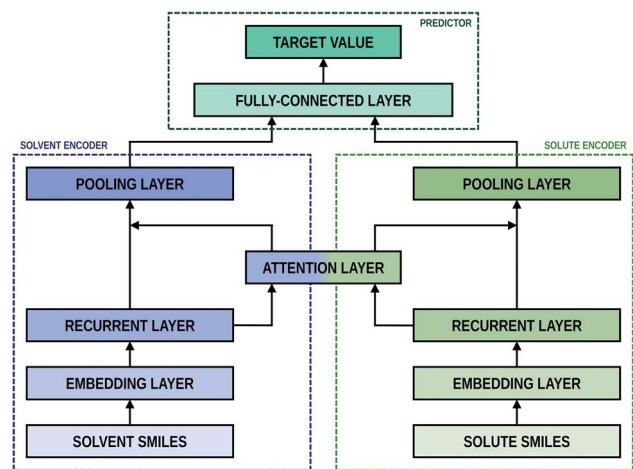 PREDICTOR
TARGET VALUE
FULLY-CONNECTED LAYER
SOLVENT ENCODER
SOLUTE ENCODER
POOLING LAYER
POOLING LAYER
ATTENTION LAYER
RECURRENT LAYER
RECURRENT LAYER
EMBEDDING LAYER
EMBEDDING LAYER
SOLVENT SMILES
SOLUTE SMILES